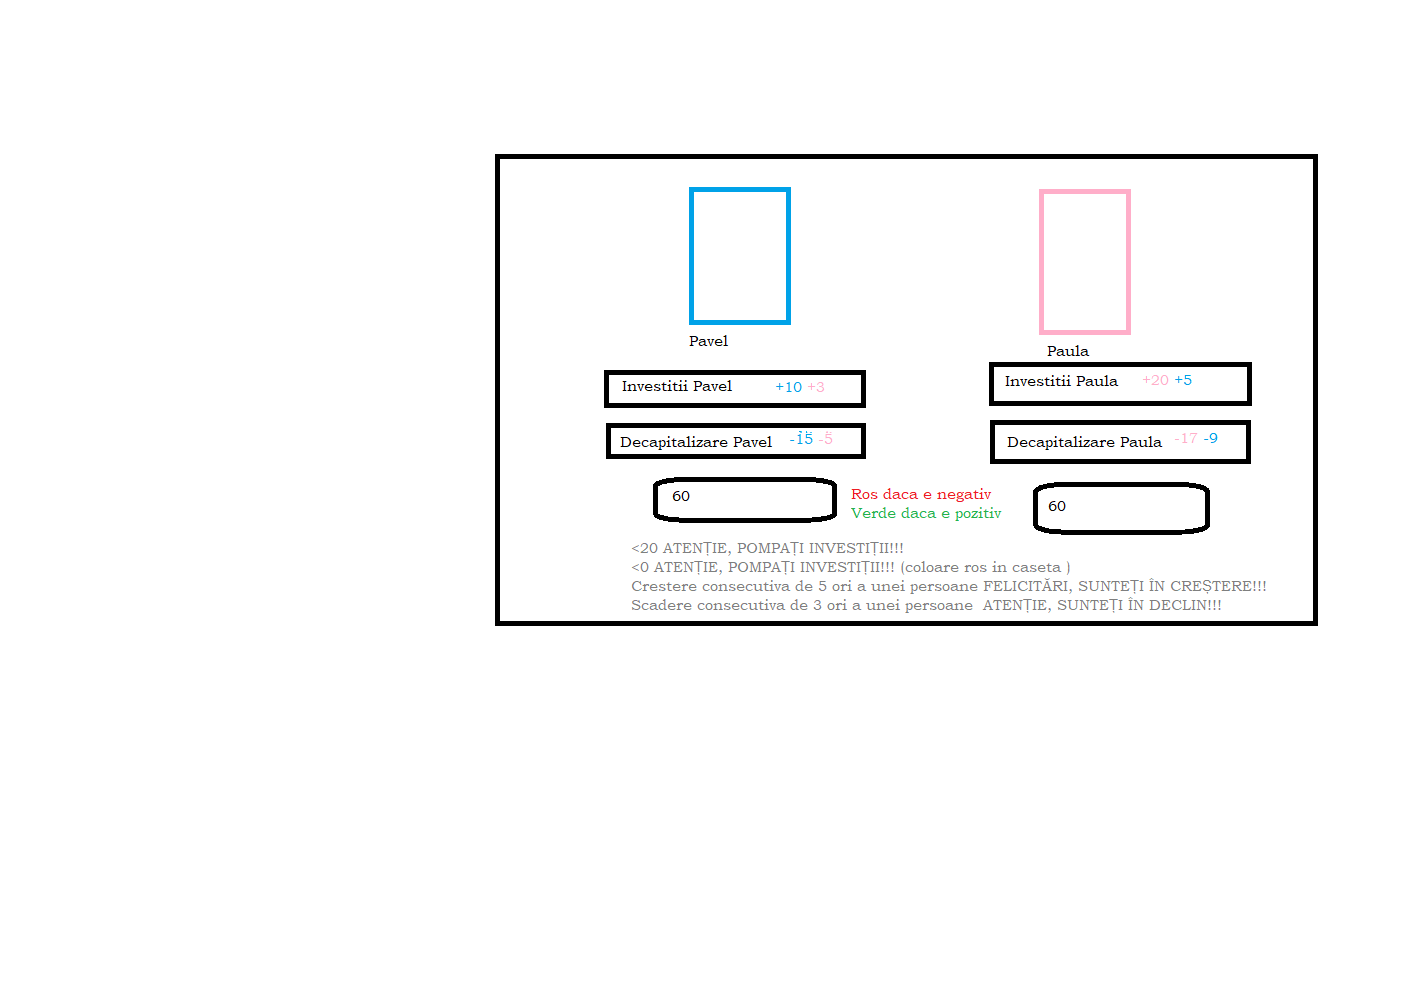 Pavel
Paula
Investitii Pavel +10 +3
Investitii Paula +20 +5
Decapitalizare Pavel -15 -5
Decapitalizare Paula -17 -9
60
Ros daca e negativ
Verde daca e pozitiv
60
<20 ATENȚIE, POMPAȚI INVESTIȚII!!!
<0 ATENȚIE, POMPAȚI INVESTIȚII!!! (coloare ros in caseta )
Crestere consecutiva de 5 ori a unei persoane FELICITĂRI, SUNTEȚI ÎN CREȘTERE!!!
Scadere consecutiva de 3 ori a unei persoane  ATENȚIE, SUNTEȚI ÎN DECLIN!!!